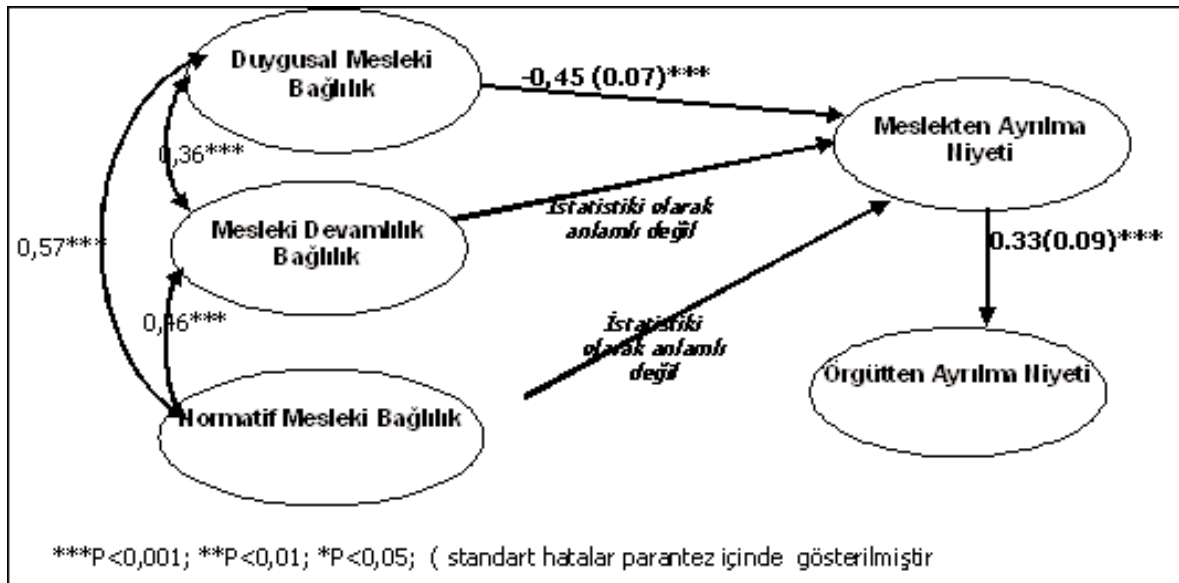 Duygusal Mesleki
Bağlılık
-0,45 (0.07)***
Meslekten Ayrılma
Niyeti
0,36***
Mesleki Devamlılık
Bağlılık
İstatistiki olarak
anlamlı değil
0,57***
0.33(0.09)***
0,46***
İstatistiki
olarak anlamlı
değil
Örgütten Ayrılma Niyeti
Normatif Mesleki Bağlılık
***P<0,001; **P<0,01; *P<0,05; ( standart hatalar parantez içinde gösterilmiştir